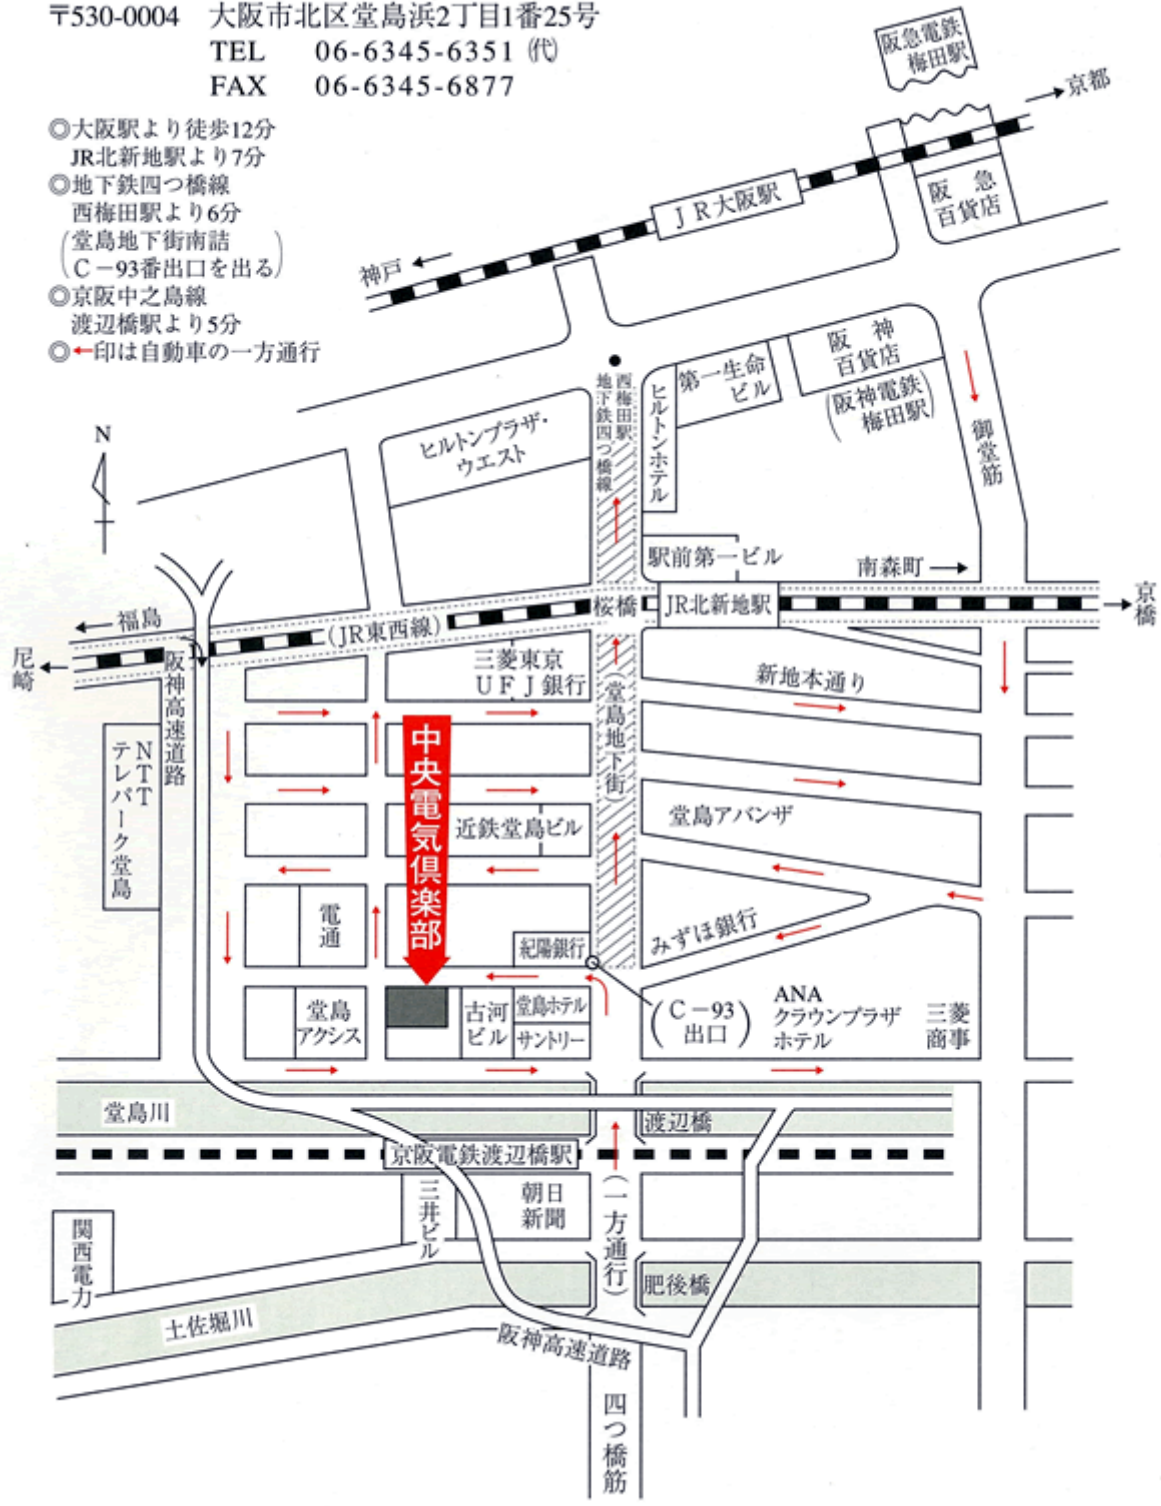 〒530-0004 大阪市北区堂島浜2丁目1番25号
TEL 06-6345-6351 ㈹
FAX 06-6345-6877
◎大阪駅より徒歩12分
JR北新地駅より7分
◎地下鉄四つ橋線
西梅田駅より6分
(堂島地下街南詰
C－93番出口を出る)
◎京阪中之島線
渡辺橋駅より5分
◎←印は自動車の一方通行
阪急電鉄
梅田駅
→京都
ＪＲ大阪駅
阪急
百貨店
神戸←
阪神
百貨店
(阪神電鉄
梅田駅)
第一生命
ビル
ヒルトンホテル
西梅田駅
地下鉄四つ橋線
ヒルトンプラザ・
ウエスト
御堂筋
N
駅前第一ビル
南森町→
←福島
(JR東西線)
桜橋
JR北新地駅
→京橋
尼崎←
阪神高速道路
三菱東京
ＵＦＪ銀行
新地本通り
(堂島地下街)
NTT
テレパーク堂島
中央電気倶楽部
近鉄堂島ビル
堂島アバンザ
電通
紀陽銀行
みずほ銀行
堂島
アクシス
古河
ビル
堂島ホテル
サントリー
(C－93
出口)
ANA
クラウンプラザ
ホテル
三菱
商事
堂島川
渡辺橋
京阪電鉄渡辺橋駅
三井ビル
朝日
新聞
(一方通行)
関西電力
肥後橋
土佐堀川
阪神高速道路
四つ橋筋